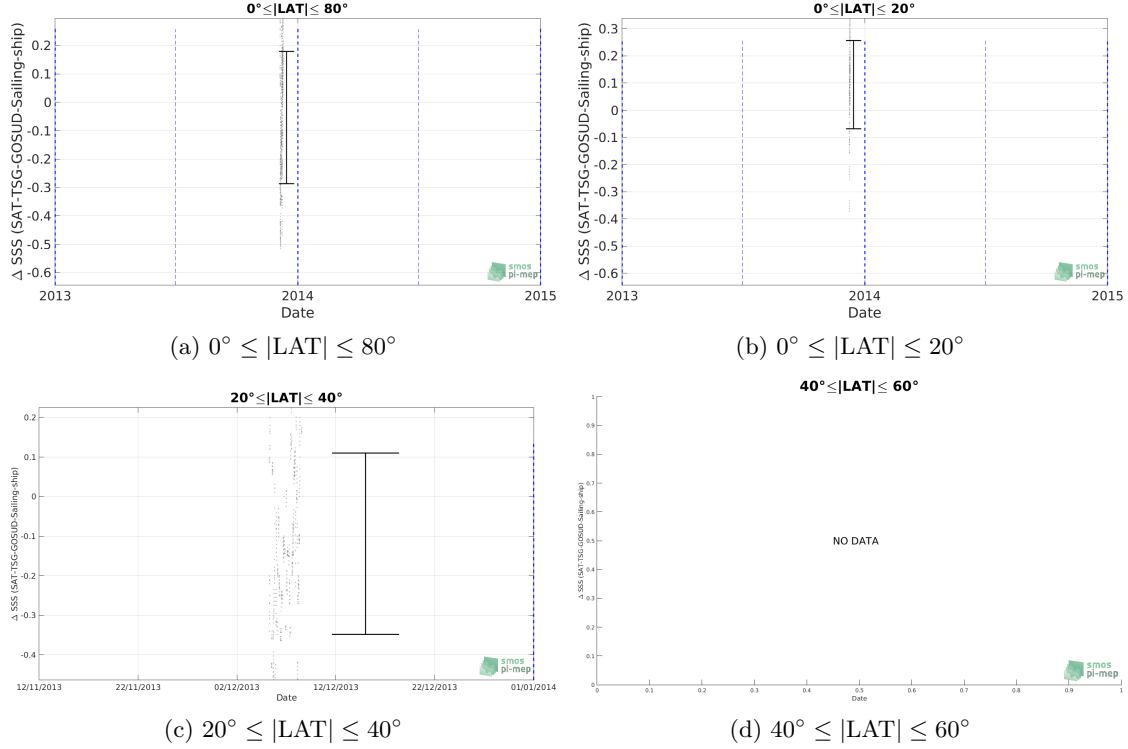 0°≤|LAT|≤ 80°
Δ SSS (SAT-TSG-GOSUD-Sailing-ship)
0.2
0.1
0
-0.1
-0.2
-0.3
-0.4
-0.5
-0.6
2013
2014
2015
Date
smos
pi-mep
(a) 0° ≤ |LAT| ≤ 80°
0°≤|LAT|≤ 20°
Δ SSS (SAT-TSG-GOSUD-Sailing-ship)
0.3
0.2
0.1
0
-0.1
-0.2
-0.3
-0.4
-0.5
-0.6
2013
2014
2015
Date
smos
pi-mep
(b) 0° ≤ |LAT| ≤ 20°
20°≤|LAT|≤ 40°
Δ SSS (SAT-TSG-GOSUD-Sailing-ship)
0.2
0.1
0
-0.1
-0.2
-0.3
-0.4
12/11/2013
22/11/2013
02/12/2013
12/12/2013
22/12/2013
01/01/2014
Date
smos
pi-mep
(c) 20° ≤ |LAT| ≤ 40°
40°≤|LAT|≤ 60°
Δ SSS (SAT-TSG-GOSUD-Sailing-ship)
1
0.9
0.8
0.7
0.6
0.5
0.4
0.3
0.2
0.1
0
NO DATA
0
0.1
0.2
0.3
0.4
0.5
0.6
0.7
0.8
0.9
1
Date
smos
pi-mep
(d) 40° ≤ |LAT| ≤ 60°